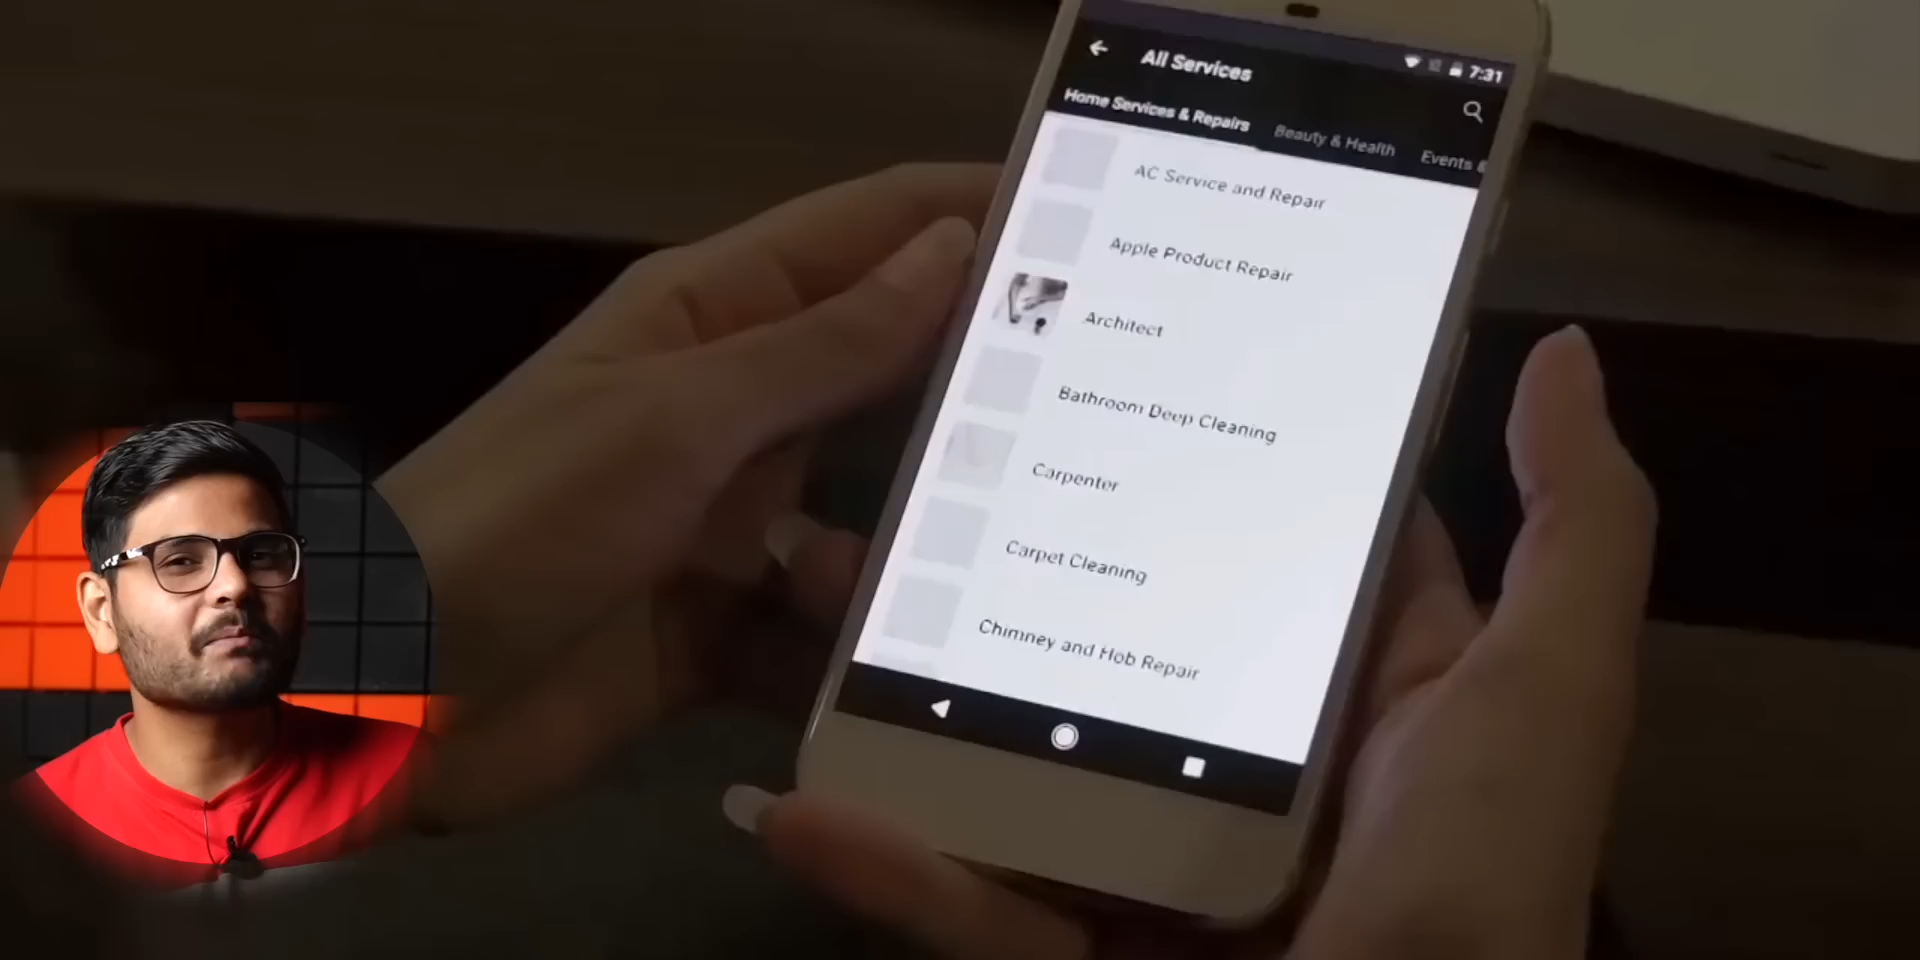 All Services
7:31
Home Services & Repairs
Beauty & Health
Events &
AC Service and Repair
Apple Product Repair
Architect
Bathroom Deep Cleaning
Carpenter
Carpet Cleaning
Chimney and Hob Repair